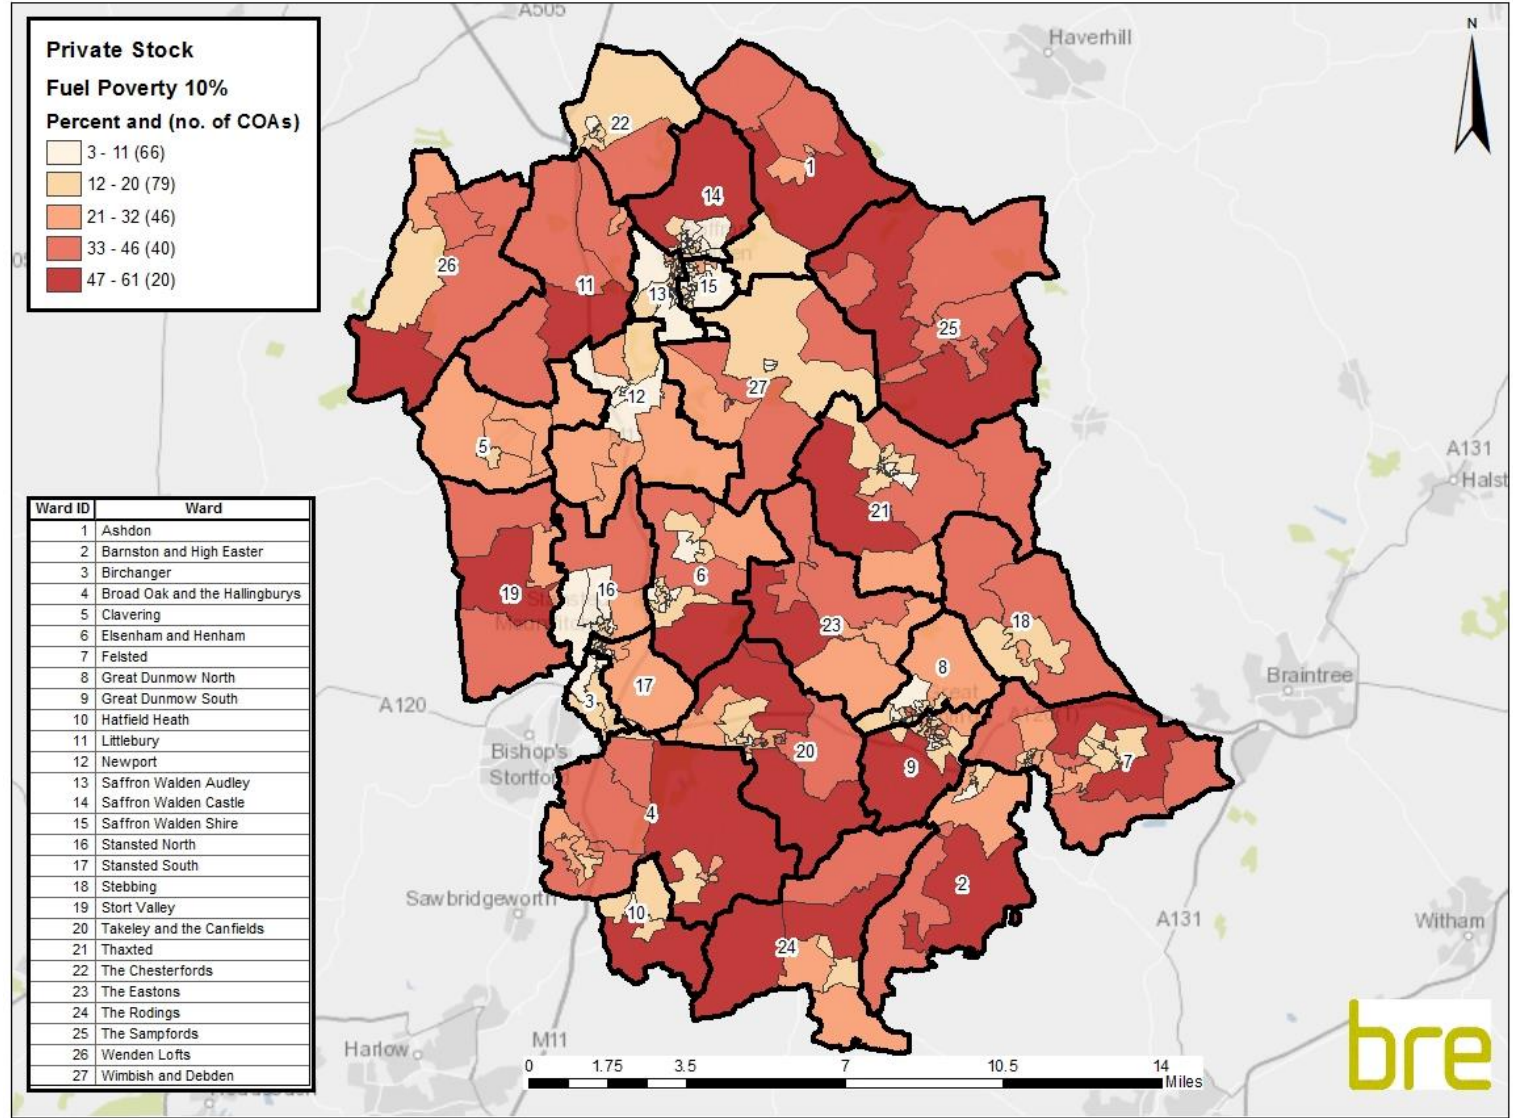 Private Stock
Fuel Poverty 10%
Percent and (no. of COAs)
3 - 11 (66)
12 - 20 (79)
21 - 32 (46)
33 - 46 (40)
47 - 61 (20)
Ward ID Ward
1 Ashdon
2 Barnston and High Easter
3 Birchanger
4 Broad Oak and the Hallingburys
5 Clavering
6 Elsenham and Henham
7 Felsted
8 Great Dunmow North
9 Great Dunmow South
10 Hatfield Heath
11 Littlebury
12 Newport
13 Saffron Walden Audley
14 Saffron Walden Castle
15 Saffron Walden Shire
16 Stansted North
17 Stansted South
18 Stebbing
19 Stort Valley
20 Takeley and the Canfields
21 Thaxted
22 The Chesterfords
23 The Eastons
24 The Rodings
25 The Sampfords
26 Wenden Lofts
27 Wimbish and Debden
A505
Haverhill
N
22
1
14
26
11
13
15
25
27
12
5
A131
Halst
21
19
16
6
23
18
8
17
3
A120
Braintree
Bishop's
Stortford
20
9
7
4
2
Sawbridgeworth
10
24
A131
Witham
Harlow
M11
0 1.75 3.5 7 10.5 14
Miles
bre